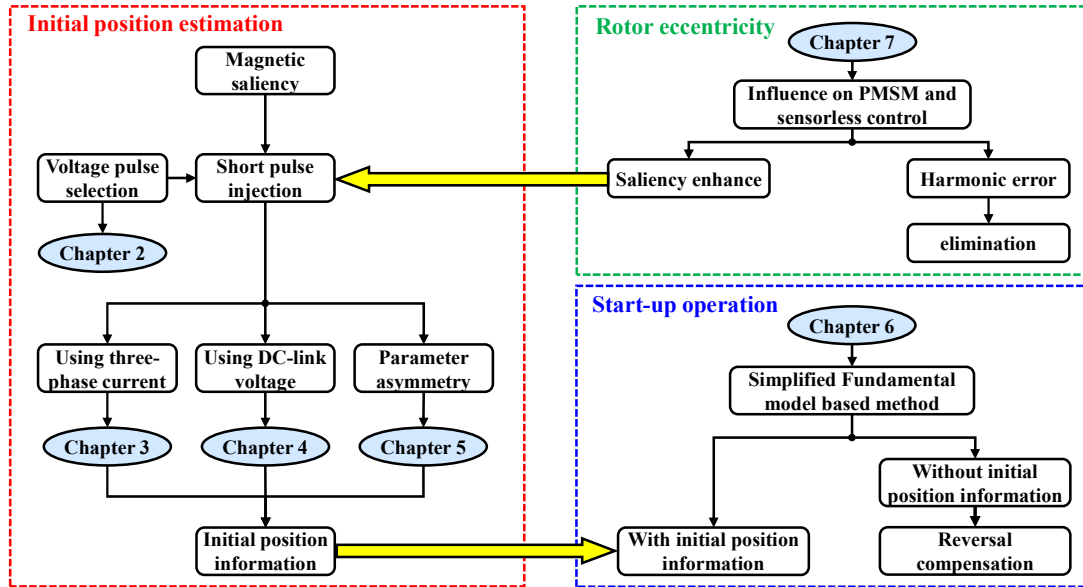 Initial position estimation
Magnetic
saliency
Voltage pulse
selection
Short pulse
injection
Chapter 2
Using three-
phase current
Using DC-link
voltage
Parameter
asymmetry
Chapter 3
Chapter 4
Chapter 5
Initial position
information
Rotor eccentricity
Chapter 7
Influence on PMSM and
sensorless control
Saliency enhance
Harmonic error
elimination
Start-up operation
Chapter 6
Simplified Fundamental
model based method
Without initial
position information
With initial position
information
Reversal
compensation